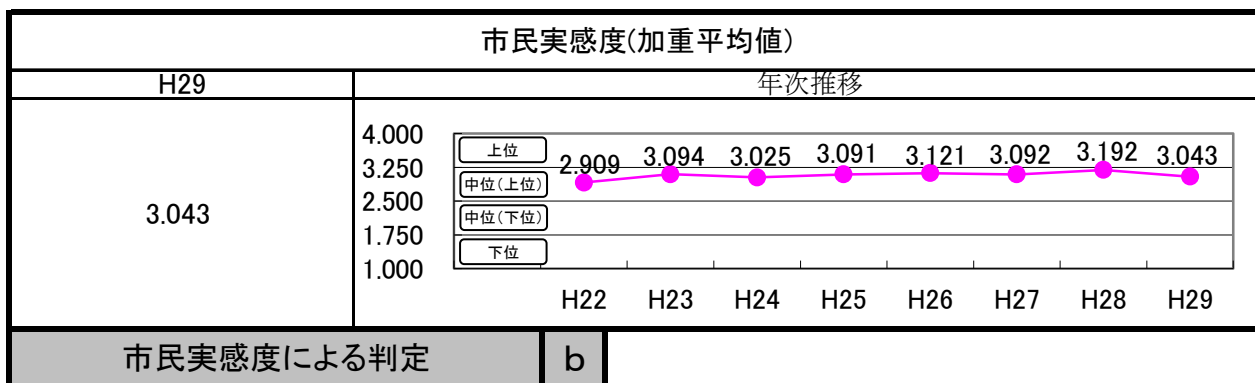 市民実感度(加重平均値)
H29 年次推移
3.043
4.000
3.250
2.500
1.750
1.000
上位
中位(上位)
中位(下位)
下位
2.909 3.094 3.025 3.091 3.121 3.092 3.192 3.043
H22 H23 H24 H25 H26 H27 H28 H29
市民実感度による判定 b